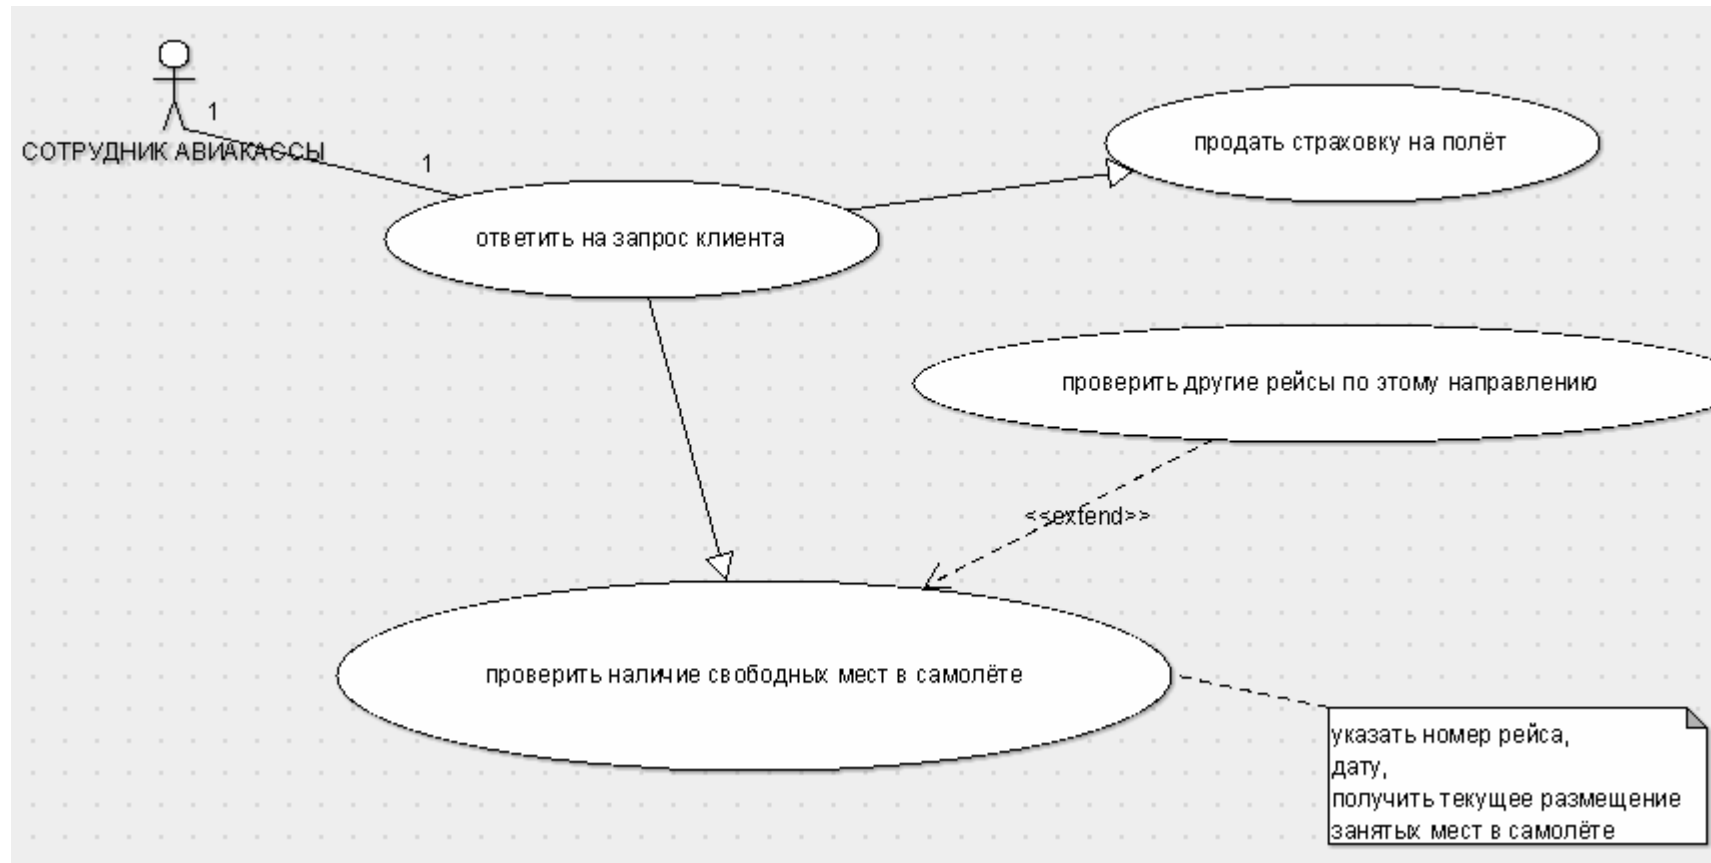 1
СОТРУДНИК АВИАКАССЫ
1
продать страховку на полёт
ответить на запрос клиента
проверить другие рейсы по этому направлению
<<extend>>
проверить наличие свободных мест в самолёте
указать номер рейса,
дату,
получить текущее размещение
занятых мест в самолёте